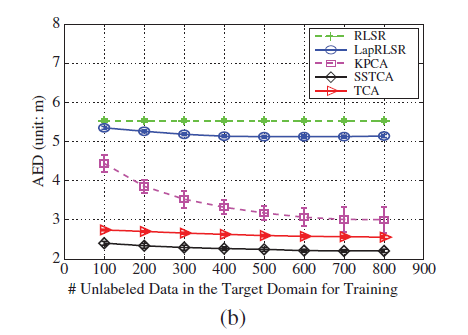 8
7
6
5
4
3
2
AED (unit: m)
RLSR
LapRLSR
KPCA
SSTCA
TCA
0 100 200 300 400 500 600 700 800 900
# Unlabeled Data in the Target Domain for Training
(b)